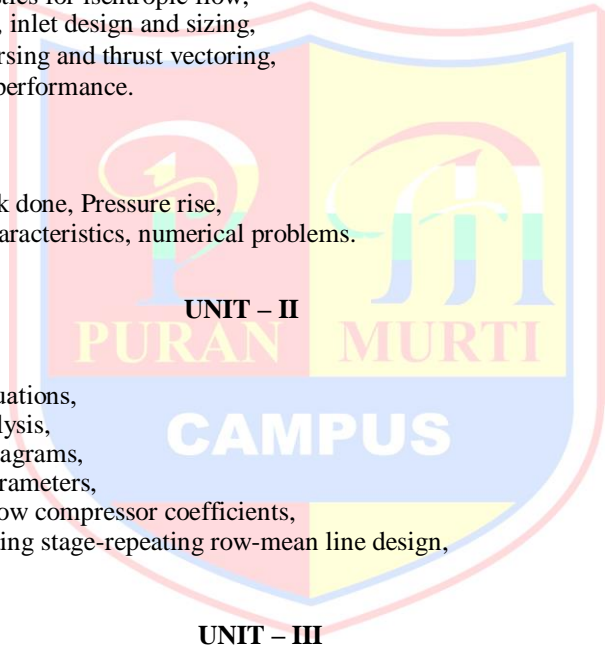 for isentropic flow,
, inlet design and sizing,
rsing and thrust vectoring,
performance.
k done, Pressure rise,
aracteristics, numerical problems.
UNIT – II
PURAN MURTI
uations,
lysis,
CAMPUS
agrams,
rameters,
ow compressor coefficients,
ing stage-repeating row-mean line design,
UNIT – III